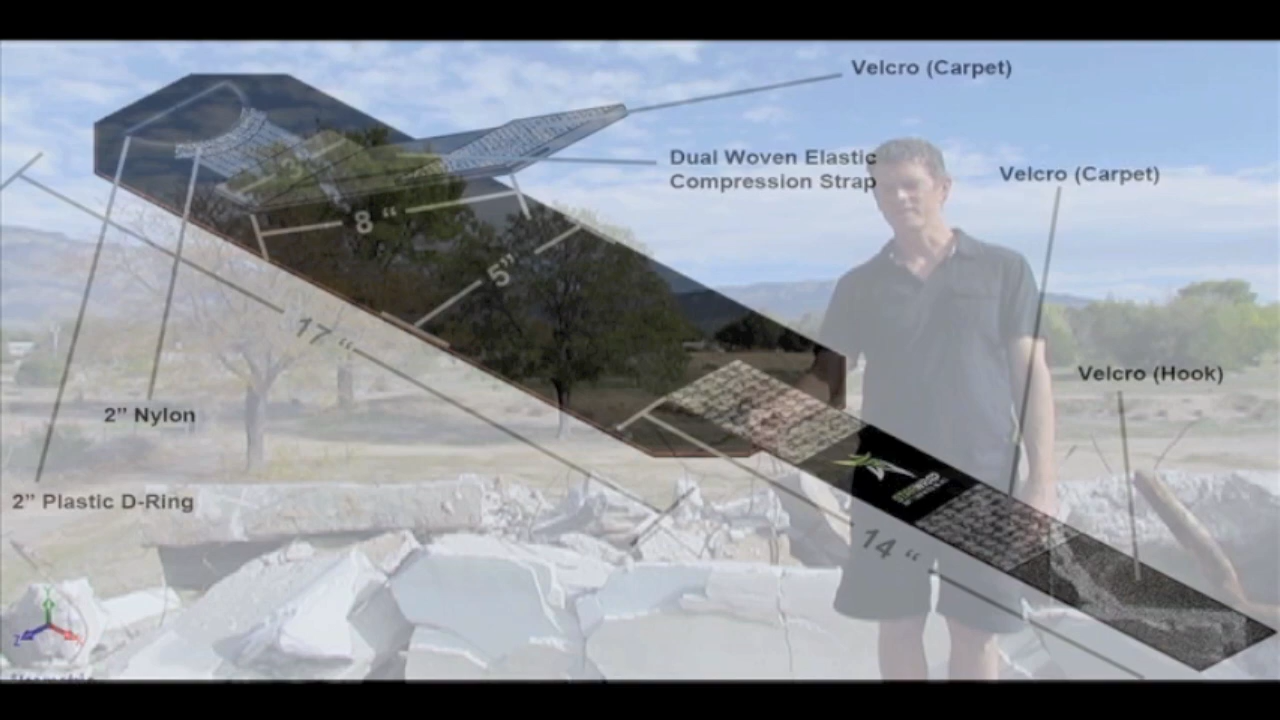 Velcro (Carpet)
Dual Woven Elastic
Compression Strap
Velcro (Carpet)
8 “
5”
17 “
Velcro (Hook)
2” Nylon
2” Plastic D-Ring
14 “
Y
Z